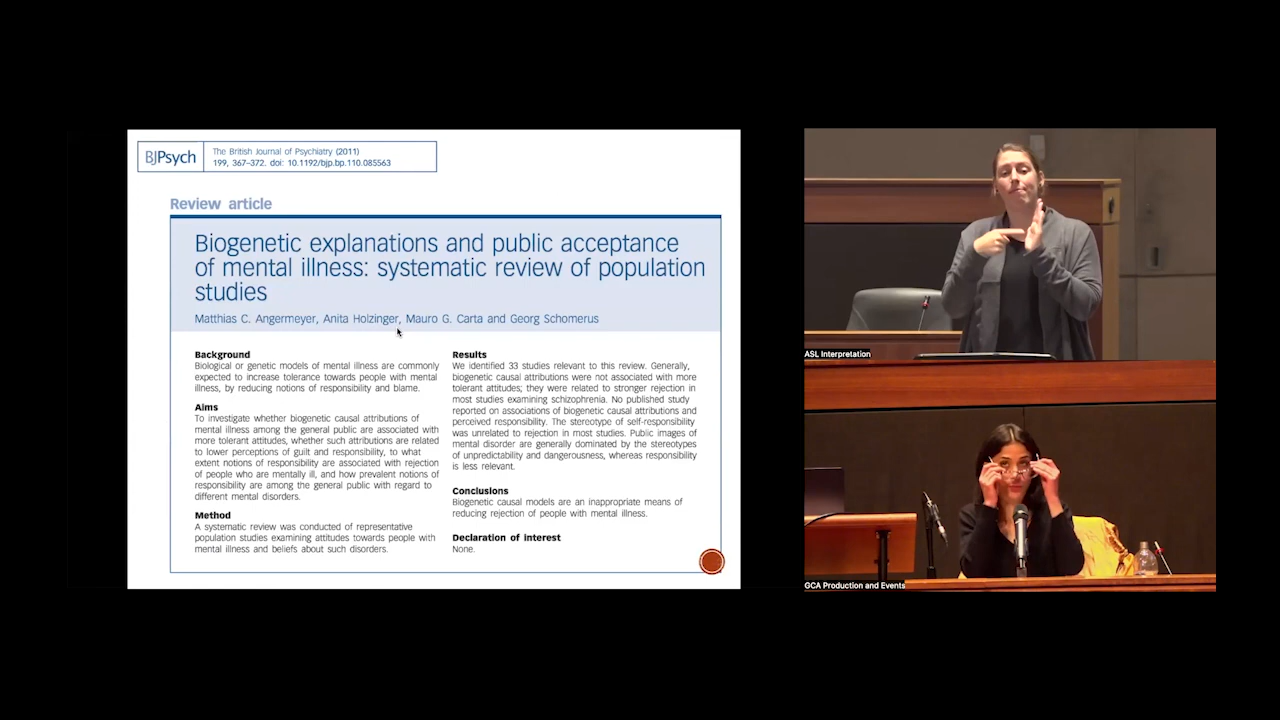 BJPsych
The British Journal of Psychiatry (2011)
199, 367–372. doi: 10.1192/bjp.bp.110.085563
Review article
Biogenetic explanations and public acceptance
of mental illness: systematic review of population
studies
Matthias C. Angermeyer, Anita Holzinger, Mauro G. Carta and Georg Schomerus
Background
Biological or genetic models of mental illness are commonly
expected to increase tolerance towards people with mental
illness, by reducing notions of responsibility and blame.
Aims
To investigate whether biogenetic causal attributions of
mental illness among the general public are associated with
more tolerant attitudes, whether such attributions are related
to lower perceptions of guilt and responsibility, to what
extent notions of responsibility are associated with rejection
of people who are mentally ill, and how prevalent notions of
responsibility are among the general public with regard to
different mental disorders.
Method
A systematic review was conducted of representative
population studies examining attitudes towards people with
mental illness and beliefs about such disorders.
Results
We identified 33 studies relevant to this review. Generally,
biogenetic causal attributions were not associated with more
tolerant attitudes; they were related to stronger rejection in
most studies examining schizophrenia. No published study
reported on associations of biogenetic causal attributions and
perceived responsibility. The stereotype of self-responsibility
was unrelated to rejection in most studies. Public images of
mental disorder are generally dominated by the stereotypes
of unpredictability and dangerousness, whereas responsibility
is less relevant.
Conclusions
Biogenetic causal models are an inappropriate means of
reducing rejection of people with mental illness.
Declaration of interest
None.
ASL Interpretation
GCA Production and Events